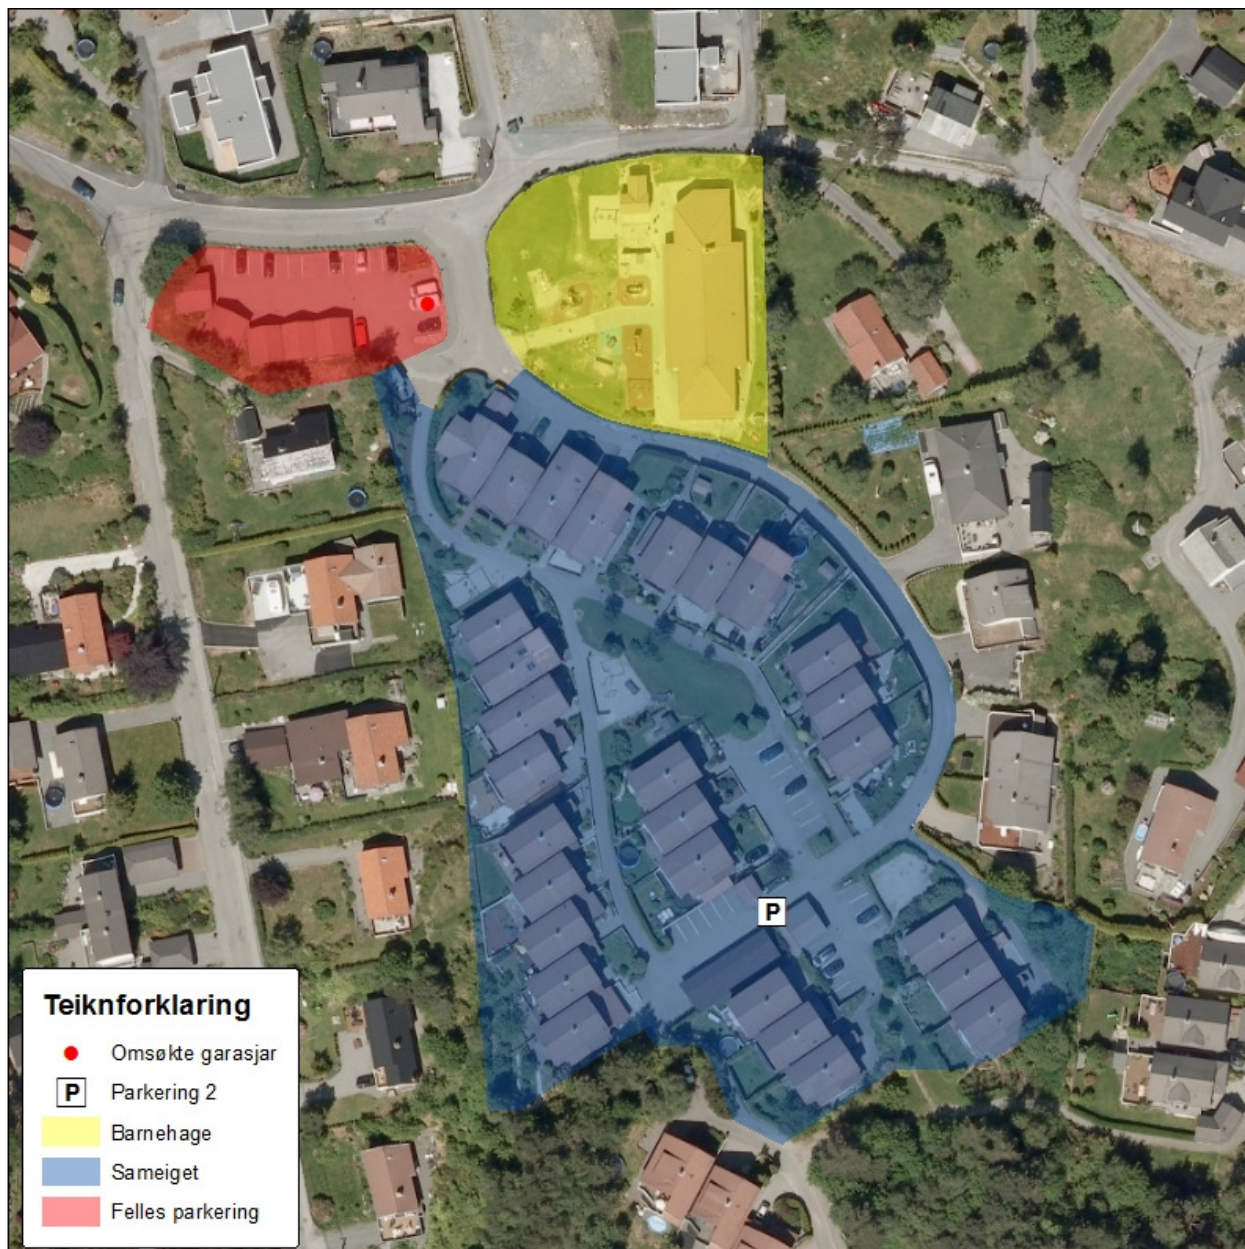 P
Teiknforklaring
Omsøkte garasjar
P Parkering 2
Barnehage
Sameiget
Felles parkering